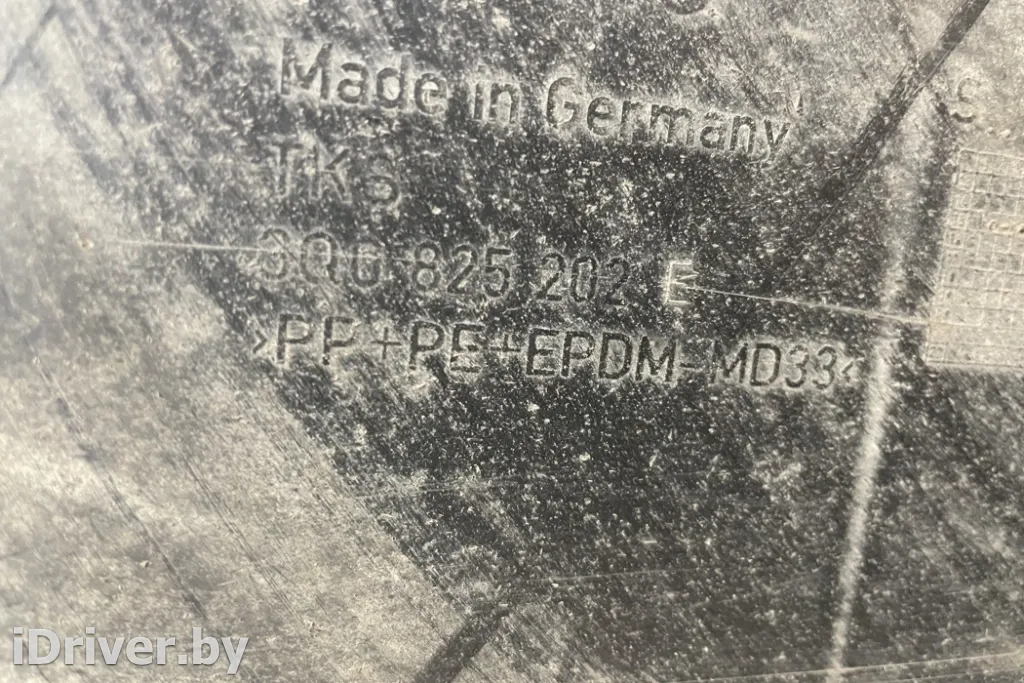 Made in Germany
TKS
3Q0 825 202 E
>PP+PE+EPDM-MD33<
S
iDriver.by